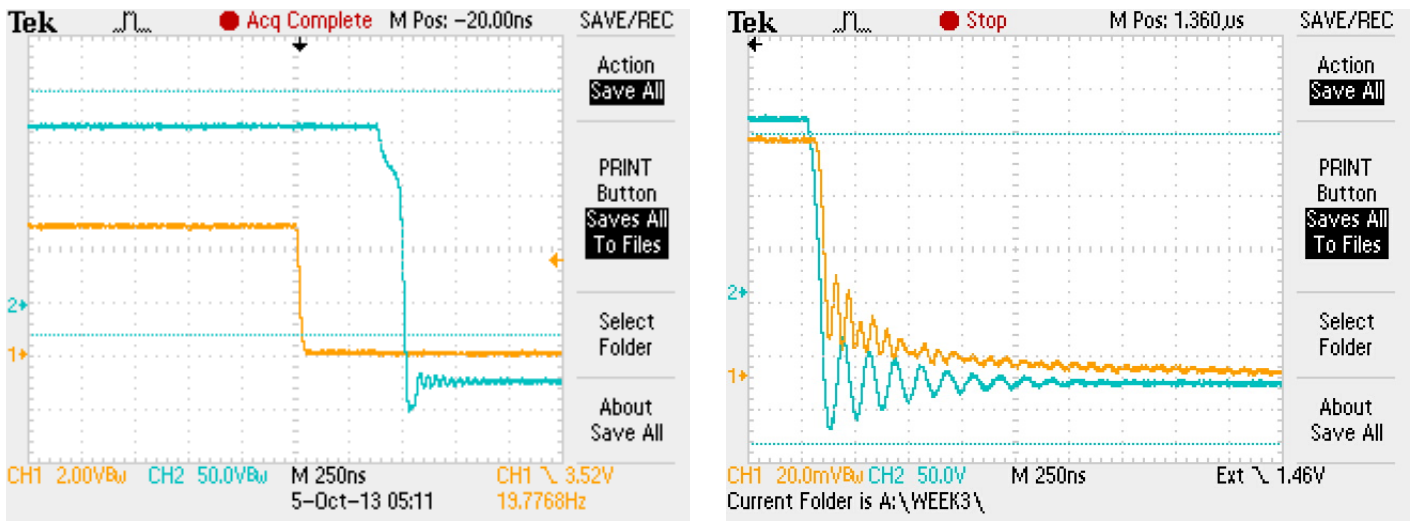 Tek Acq Complete M Pos: -20.00ns SAVE/REC
Action
Save All
PRINT
Button
Saves All
To Files
2
1
Select
Folder
About
Save All
CH1 2.00VBw CH2 50.0VBw M 250ns CH1 3.52V
5-Oct-13 05:11 19.7768Hz
Tek Stop M Pos: 1.360µs SAVE/REC
Action
Save All
PRINT
Button
Saves All
To Files
2
1
Select
Folder
About
Save All
CH1 20.0mVBw CH2 50.0V M 250ns Ext 1.46V
Current Folder is A:\WEEK3\